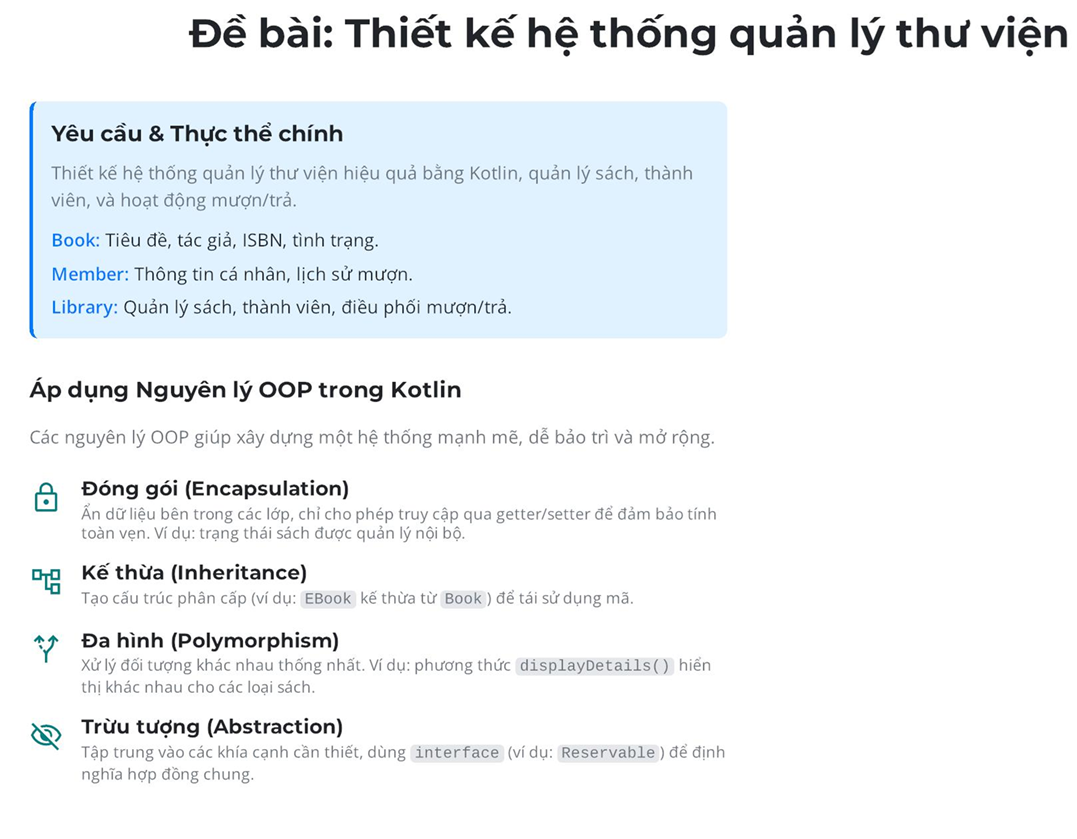 Đề bài: Thiết kế hệ thống quản lý thư viện
Yêu cầu & Thực thể chính
Thiết kế hệ thống quản lý thư viện hiệu quả bằng Kotlin, quản lý sách, thành
viên, và hoạt động mượn/trả.
Book: Tiêu đề, tác giả, ISBN, tình trạng.
Member: Thông tin cá nhân, lịch sử mượn.
Library: Quản lý sách, thành viên, điều phối mượn/trả.
Áp dụng Nguyên lý OOP trong Kotlin
Các nguyên lý OOP giúp xây dựng một hệ thống mạnh mẽ, dễ bảo trì và mở rộng.
Đóng gói (Encapsulation)
Ẩn dữ liệu bên trong các lớp, chỉ cho phép truy cập qua getter/setter để đảm bảo tính
toàn vẹn. Ví dụ: trạng thái sách được quản lý nội bộ.
Kế thừa (Inheritance)
Tạo cấu trúc phân cấp (ví dụ: EBook kế thừa từ Book) để tái sử dụng mã.
Đa hình (Polymorphism)
Xử lý đối tượng khác nhau thống nhất. Ví dụ: phương thức displayDetails() hiển
thị khác nhau cho các loại sách.
Trừu tượng (Abstraction)
Tập trung vào các khía cạnh cần thiết, dùng interface (ví dụ: Reservable) để định
nghĩa hợp đồng chung.